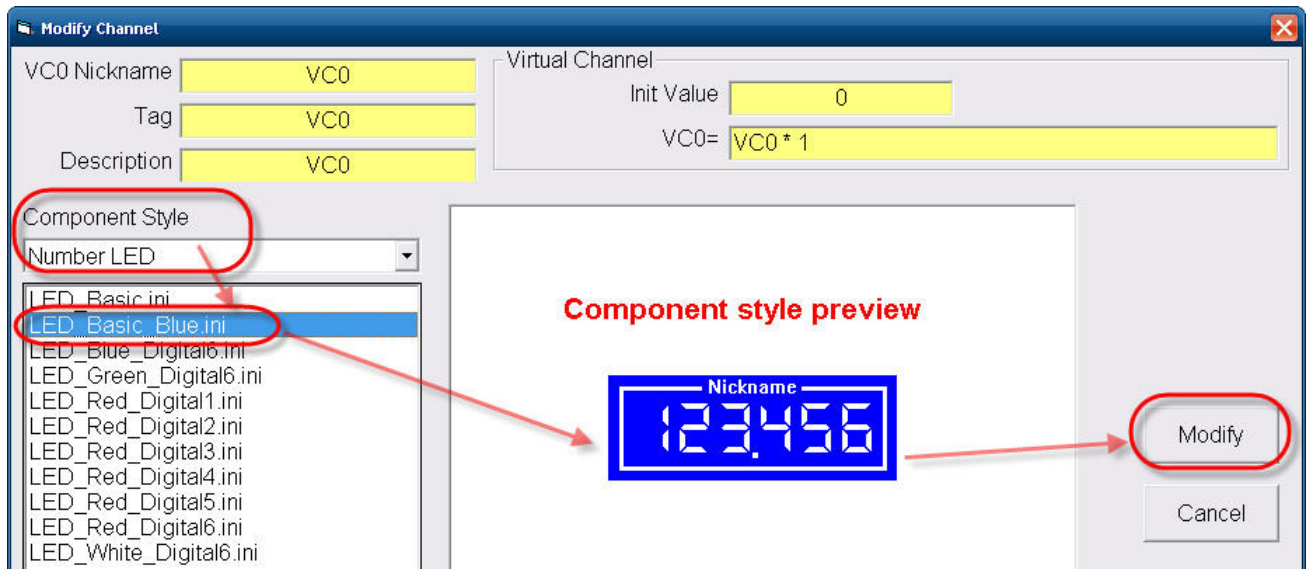 Modify Channel
VC0 Nickname VC0
Tag VC0
Description VC0
Virtual Channel
Init Value 0
VC0= VC0 * 1
Component Style
Number LED
LED_Basic.ini
LED_Basic_Blue.ini
LED_Blue_Digital6.ini
LED_Green_Digital6.ini
LED_Red_Digital1.ini
LED_Red_Digital2.ini
LED_Red_Digital3.ini
LED_Red_Digital4.ini
LED_Red_Digital5.ini
LED_Red_Digital6.ini
LED_White_Digital6.ini
Component style preview
Nickname
123.456
Modify
Cancel